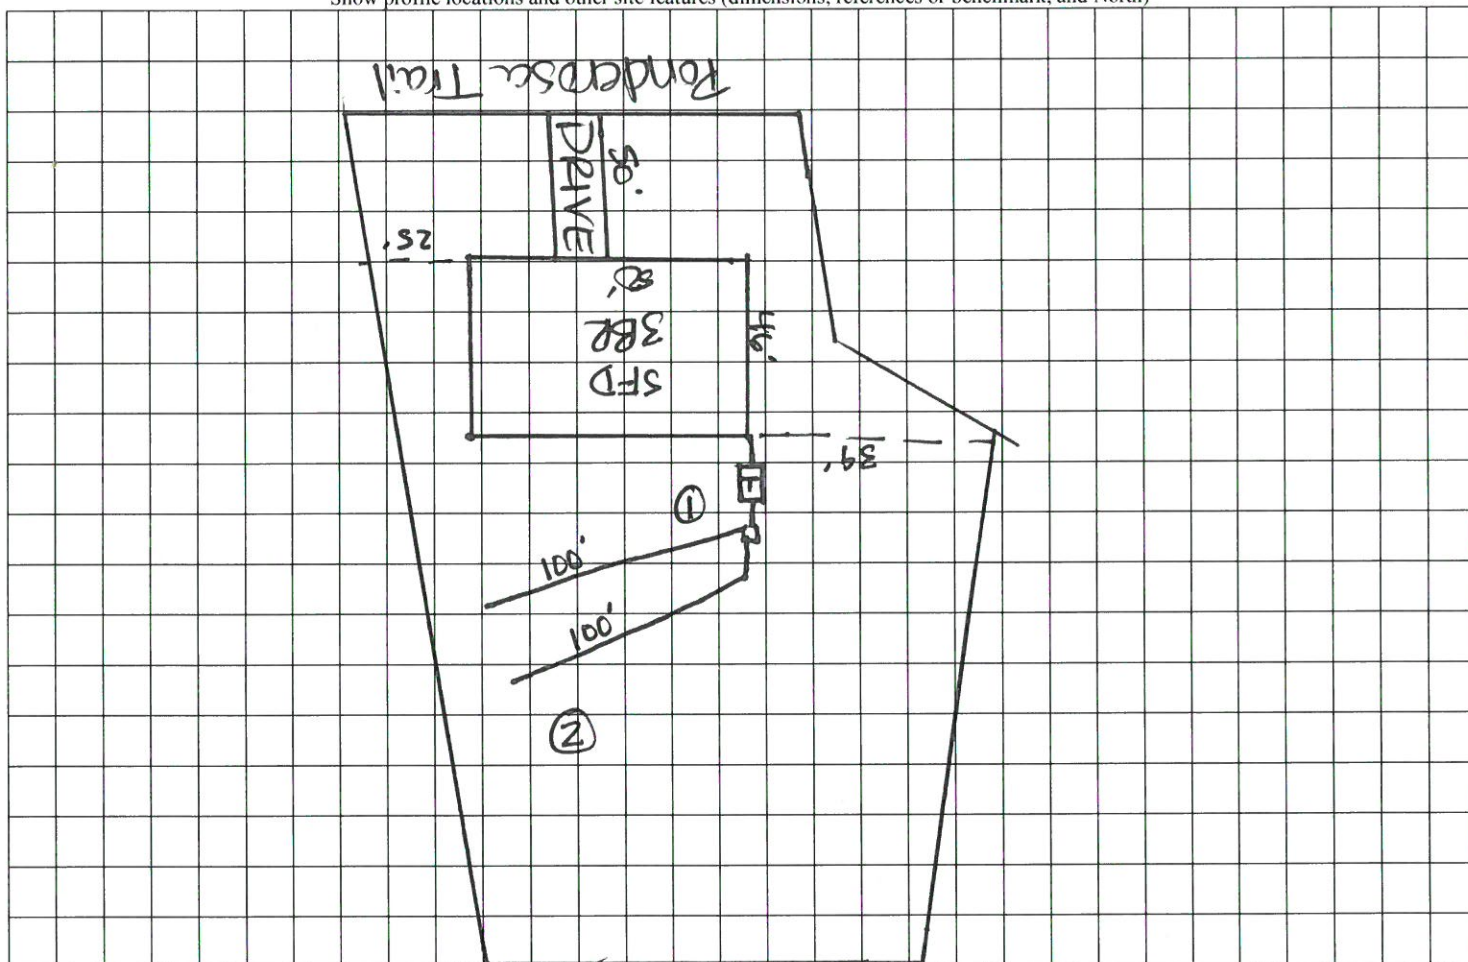 Show profile locations and other site features (dimensions, references or benchmark, and North)
Ponderosa Trail
DRIVE
50'
25'
50'
3BR
SFD
46'
39'
1
100'
100'
2